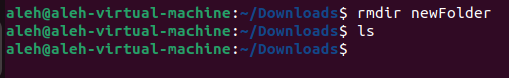 aleh@aleh-virtual-machine:~/Downloads$ rmdir newFolder
aleh@aleh-virtual-machine:~/Downloads$ ls
aleh@aleh-virtual-machine:~/Downloads$